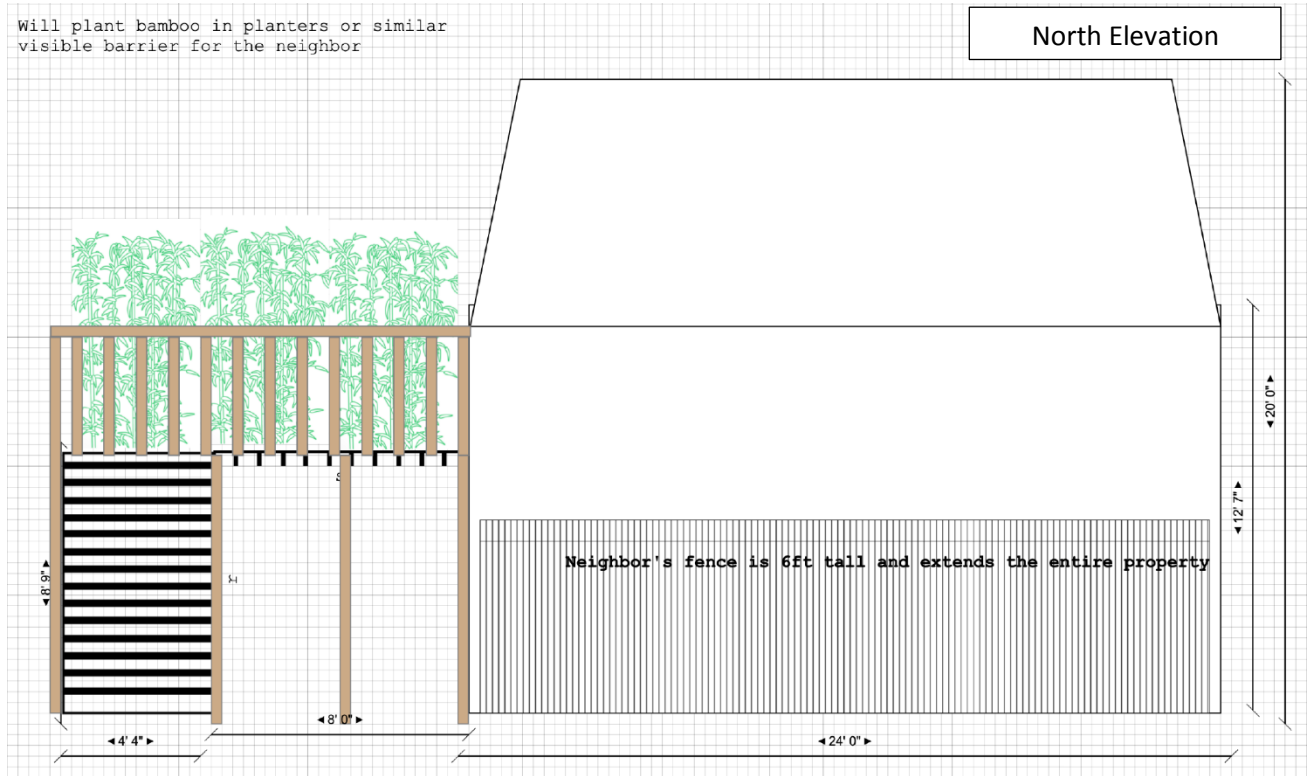 Will plant bamboo in planters or similar
visible barrier for the neighbor
North Elevation
20' 0"
12' 7"
Neighbor's fence is 6ft tall and extends the entire property
8' 9"
8' 0"
4' 4"
24' 0"